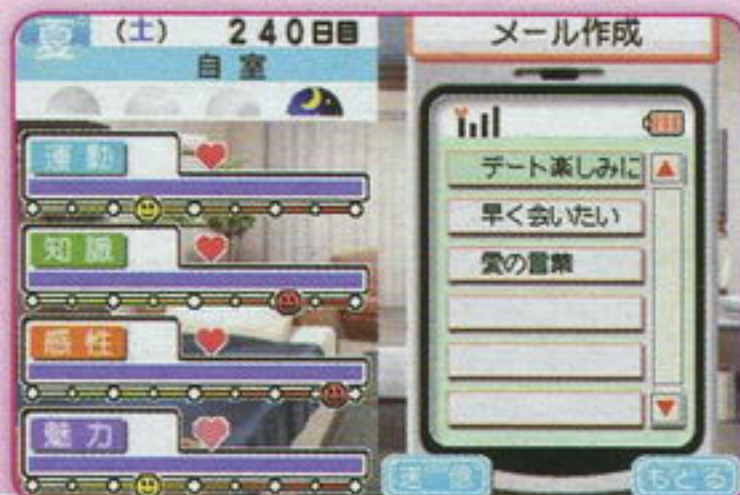 夏 (土) 240日目
自室
運動
知識
感性
魅力
メール作成
デート楽しみに
早く会いたい
愛の言葉
送信
もどる